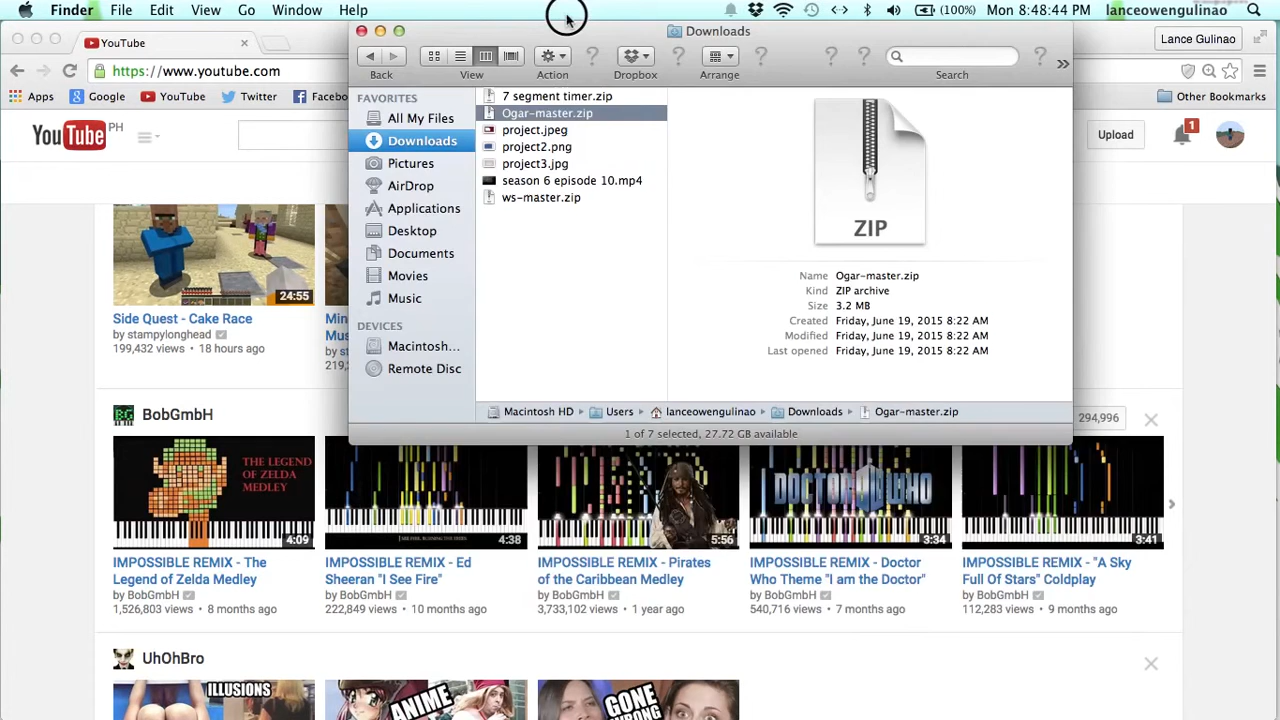 Finder File Edit View Go Window Help (100%) Mon 8:48:44 PM lanceowengulinao
YouTube
Lance Gulinao
Downloads
https://www.youtube.com
Back View Action Dropbox Arrange Search
Apps Google YouTube Twitter Facebo
Other Bookmarks
YouTube PH
Upload
1
FAVORITES
All My Files
Downloads
Pictures
AirDrop
Applications
Desktop
Documents
Movies
Music
DEVICES
Macintosh...
Remote Disc
7 segment timer.zip
Ogar-master.zip
project.jpeg
project2.png
project3.jpg
season 6 episode 10.mp4
ws-master.zip
ZIP
Name Ogar-master.zip
Kind ZIP archive
Size 3.2 MB
Created Friday, June 19, 2015 8:22 AM
Modified Friday, June 19, 2015 8:22 AM
Last opened Friday, June 19, 2015 8:22 AM
Macintosh HD Users lanceowengulinao Downloads Ogar-master.zip
1 of 7 selected, 27.72 GB available
24:55
Side Quest - Cake Race
by stampylonghead
199,432 views • 18 hours ago
Min
Mus
by st
219,
BobGmbH
294,996
THE LEGEND
OF ZELDA
MEDLEY
4:09
IMPOSSIBLE REMIX - The
Legend of Zelda Medley
by BobGmbH
1,526,803 views • 8 months ago
4:38
IMPOSSIBLE REMIX - Ed
Sheeran "I See Fire"
by BobGmbH
222,849 views • 10 months ago
5:56
IMPOSSIBLE REMIX - Pirates
of the Caribbean Medley
by BobGmbH
3,733,102 views • 1 year ago
DOCTOR WHO
3:34
IMPOSSIBLE REMIX - Doctor
Who Theme "I am the Doctor"
by BobGmbH
540,716 views • 7 months ago
3:41
IMPOSSIBLE REMIX - "A Sky
Full Of Stars" Coldplay
by BobGmbH
112,283 views • 9 months ago
UhOhBro
ILLUSIONS
ANIME
GONE
WRONG